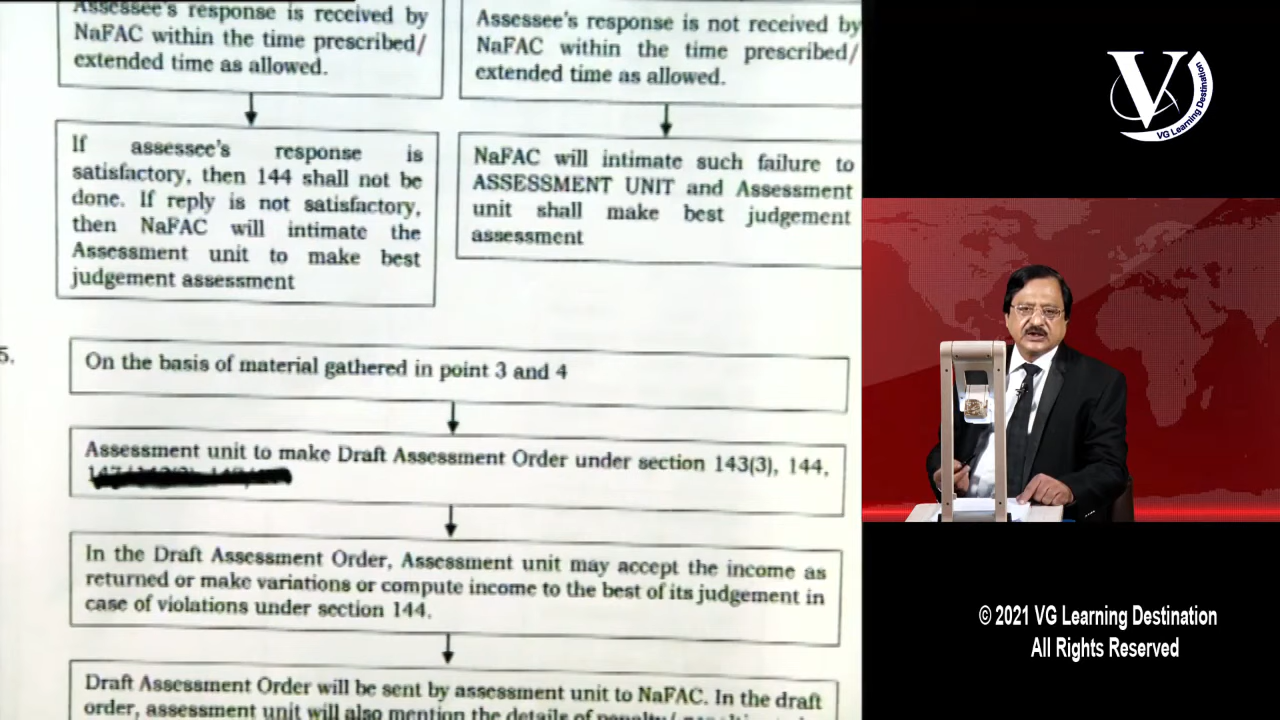 Assessee's response is received by
NaFAC within the time prescribed/
extended time as allowed.
Assessee's response is not received by
NaFAC within the time prescribed/
extended time as allowed.
If assessee's response is
satisfactory, then 144 shall not be
done. If reply is not satisfactory,
then NaFAC will intimate the
Assessment unit to make best
judgement assessment
NaFAC will intimate such failure to
ASSESSMENT UNIT and Assessment
unit shall make best judgement
assessment
5.
On the basis of material gathered in point 3 and 4
Assessment unit to make Draft Assessment Order under section 143(3), 144,
In the Draft Assessment Order, Assessment unit may accept the income as
returned or make variations or compute income to the best of its judgement in
case of violations under section 144.
Draft Assessment Order will be sent by assessment unit to NaFAC. In the draft
order, assessment unit will also mention the details of
V
VG Learning Destination
© 2021 VG Learning Destination
All Rights Reserved